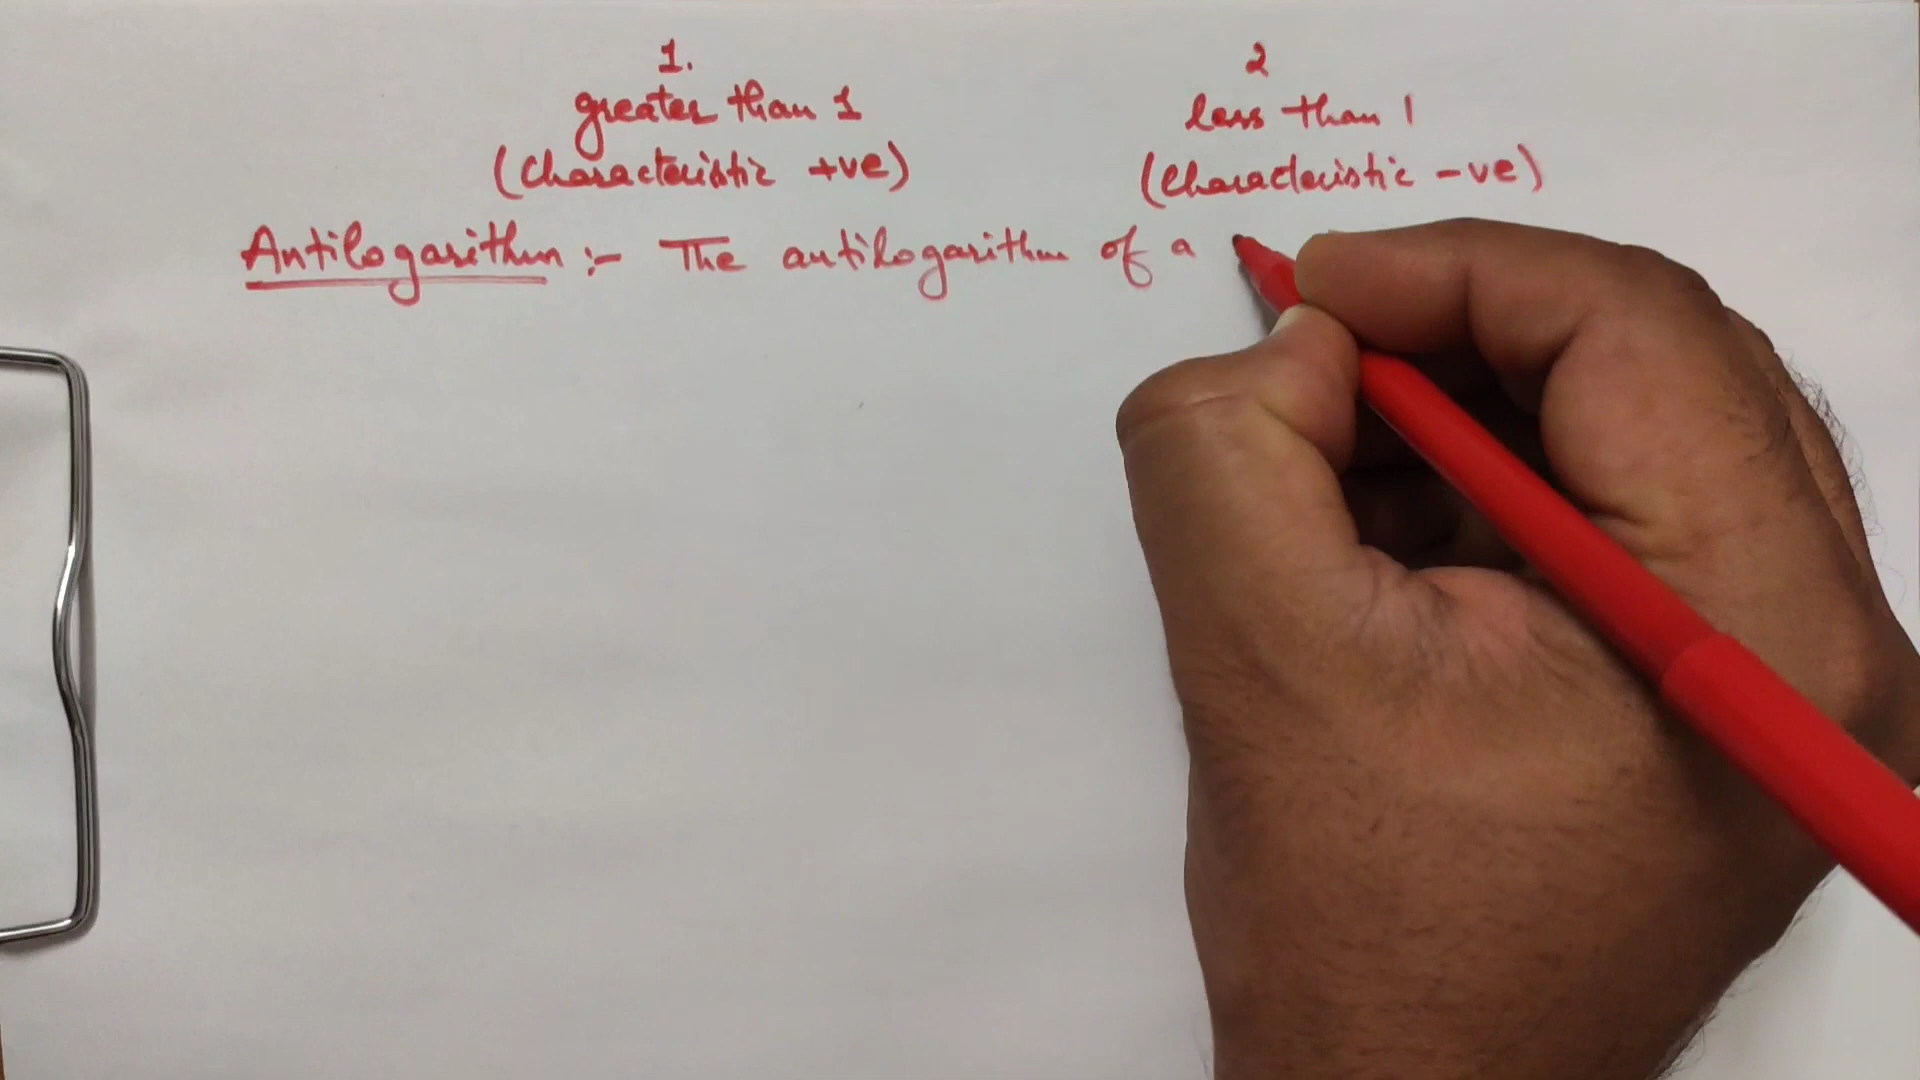 1. 2
greater than 1 less than 1
(Characteristic +ve) (Characteristic -ve)
Antilogarithm :- The antilogarithm of a